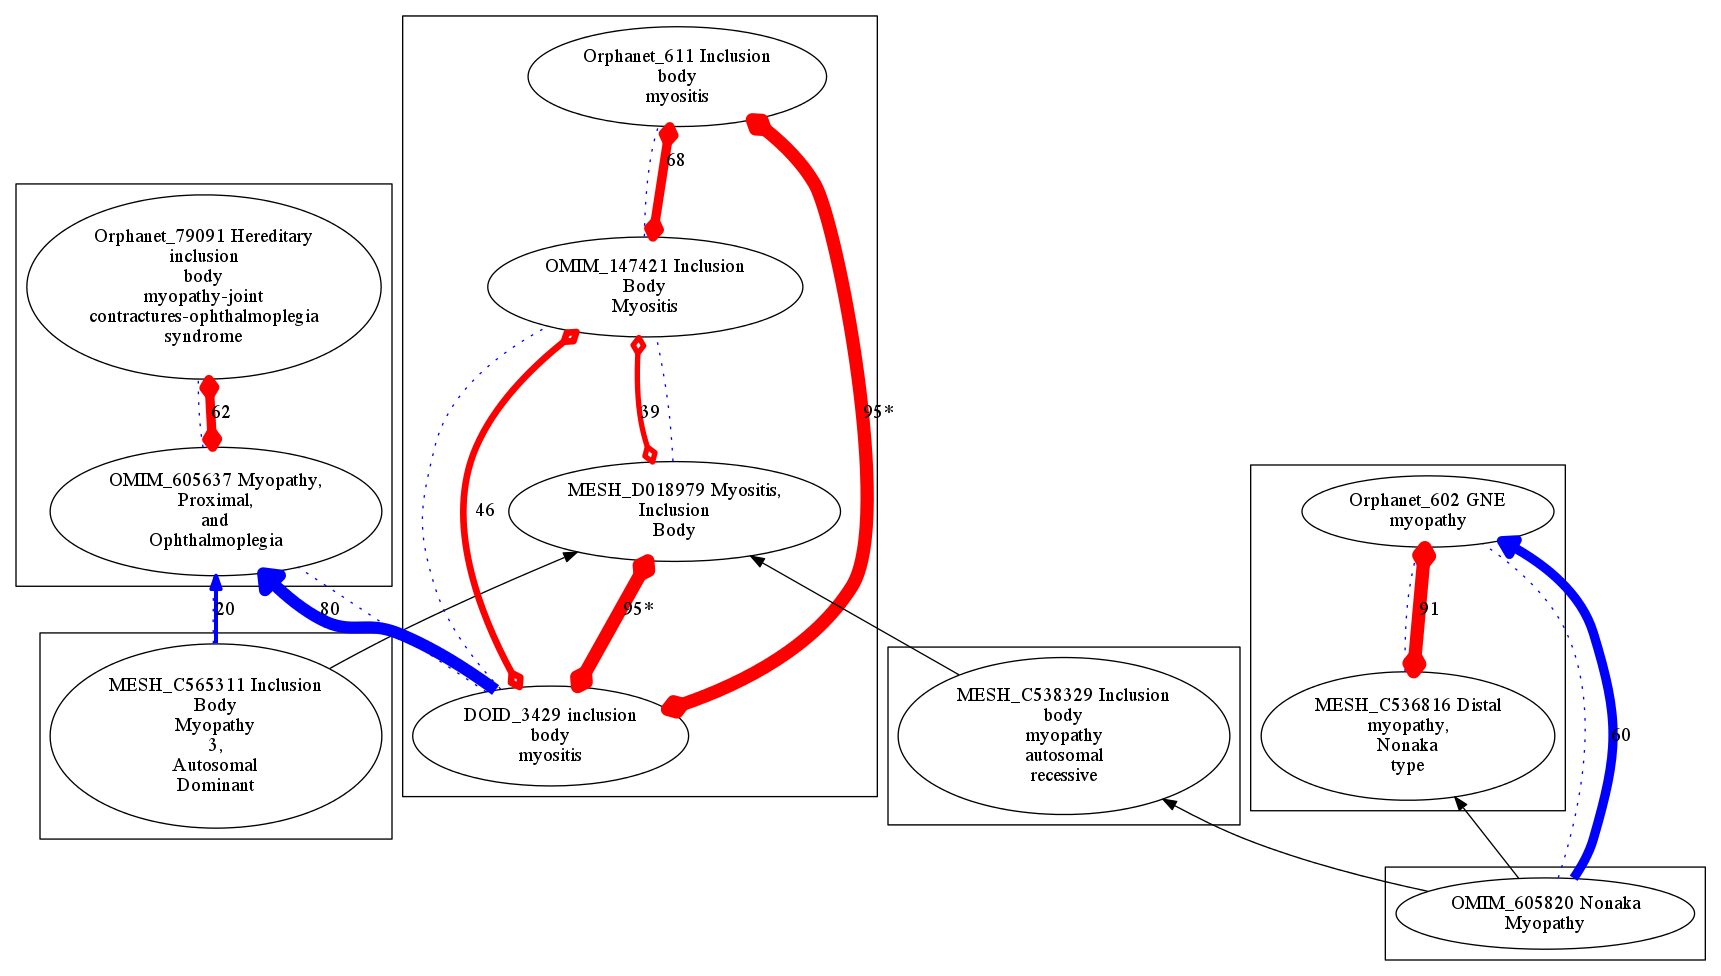 Orphanet_611 Inclusion
body
myositis
68
Orphanet_79091 Hereditary
inclusion
body
myopathy-joint
contractures-ophthalmoplegia
syndrome
OMIM_147421 Inclusion
Body
Myositis
62
39
95*
OMIM_605637 Myopathy,
Proximal,
and
Ophthalmoplegia
46
MESH_D018979 Myositis,
Inclusion
Body
Orphanet_602 GNE
myopathy
20
80
95*
91
MESH_C565311 Inclusion
Body
Myopathy
3,
Autosomal
Dominant
DOID_3429 inclusion
body
myositis
MESH_C538329 Inclusion
body
myopathy
autosomal
recessive
MESH_C536816 Distal
myopathy,
Nonaka
type
60
OMIM_605820 Nonaka
Myopathy